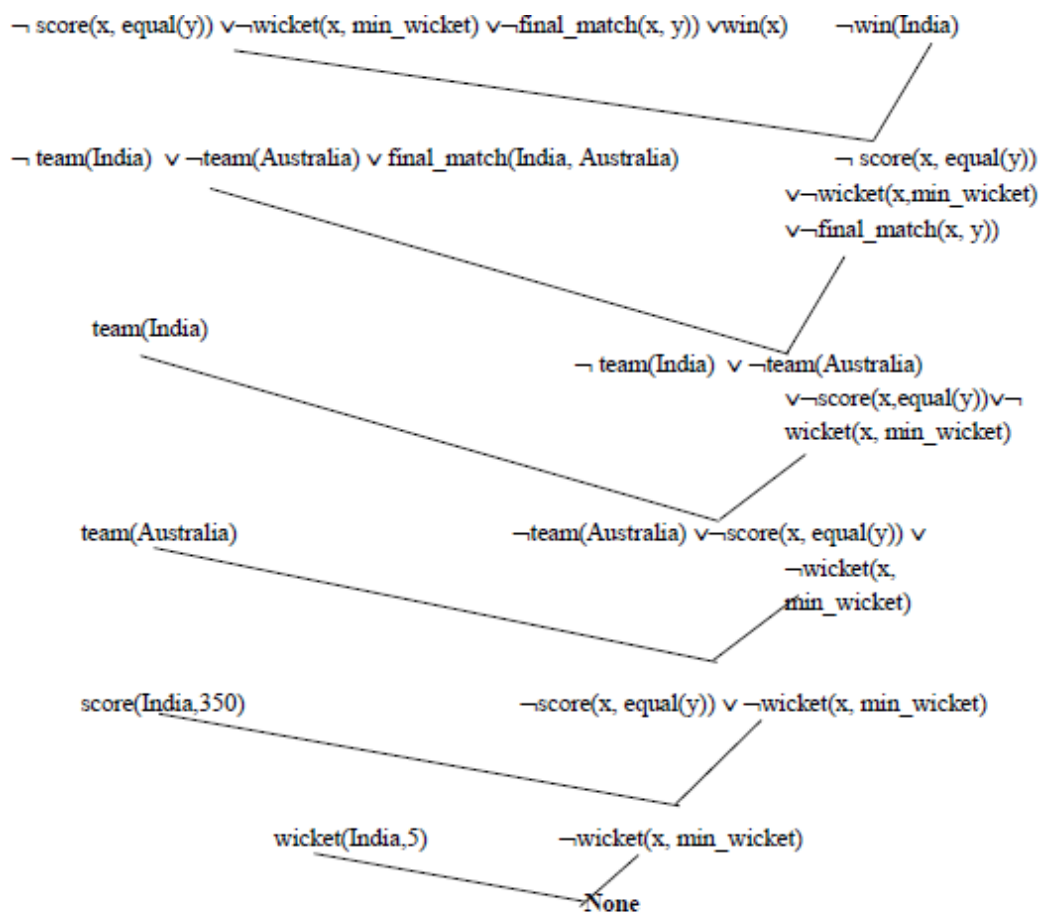 ¬ score(x, equal(y)) ∨¬wicket(x, min_wicket) ∨¬final_match(x, y)) ∨win(x) ¬win(India)
¬ team(India) ∨ ¬team(Australia) ∨ final_match(India, Australia) ¬ score(x, equal(y))
∨¬wicket(x,min_wicket)
∨¬final_match(x, y))
team(India)
¬ team(India) ∨ ¬team(Australia)
∨¬score(x,equal(y))∨¬
wicket(x, min_wicket)
team(Australia) ¬team(Australia) ∨¬score(x, equal(y)) ∨
¬wicket(x,
min_wicket)
score(India,350) ¬score(x, equal(y)) ∨ ¬wicket(x, min_wicket)
wicket(India,5) ¬wicket(x, min_wicket)
None